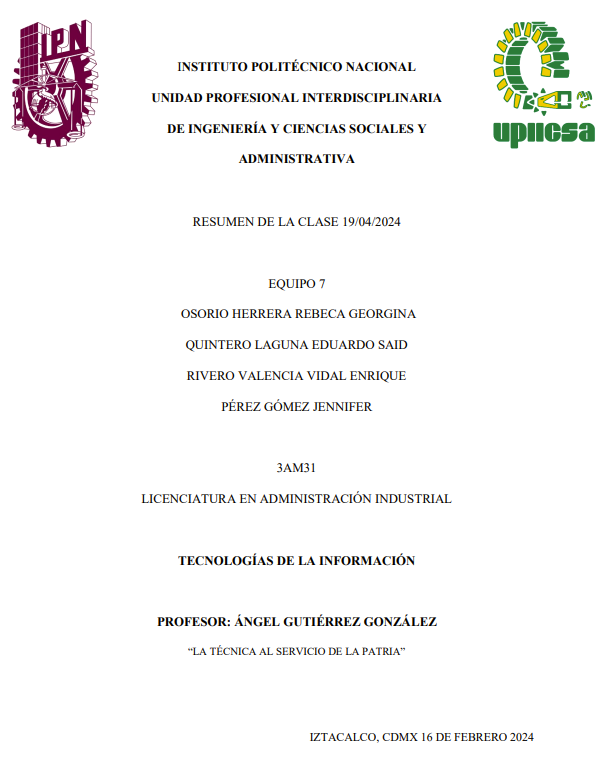 IPN
INSTITUTO POLITÉCNICO NACIONAL
UNIDAD PROFESIONAL INTERDISCIPLINARIA
DE INGENIERÍA Y CIENCIAS SOCIALES Y
ADMINISTRATIVA
upiicsa
RESUMEN DE LA CLASE 19/04/2024
EQUIPO 7
OSORIO HERRERA REBECA GEORGINA
QUINTERO LAGUNA EDUARDO SAID
RIVERO VALENCIA VIDAL ENRIQUE
PÉREZ GÓMEZ JENNIFER
3AM31
LICENCIATURA EN ADMINISTRACIÓN INDUSTRIAL
TECNOLOGÍAS DE LA INFORMACIÓN
PROFESOR: ÁNGEL GUTIÉRREZ GONZÁLEZ
“LA TÉCNICA AL SERVICIO DE LA PATRIA”
IZTACALCO, CDMX 16 DE FEBRERO 2024